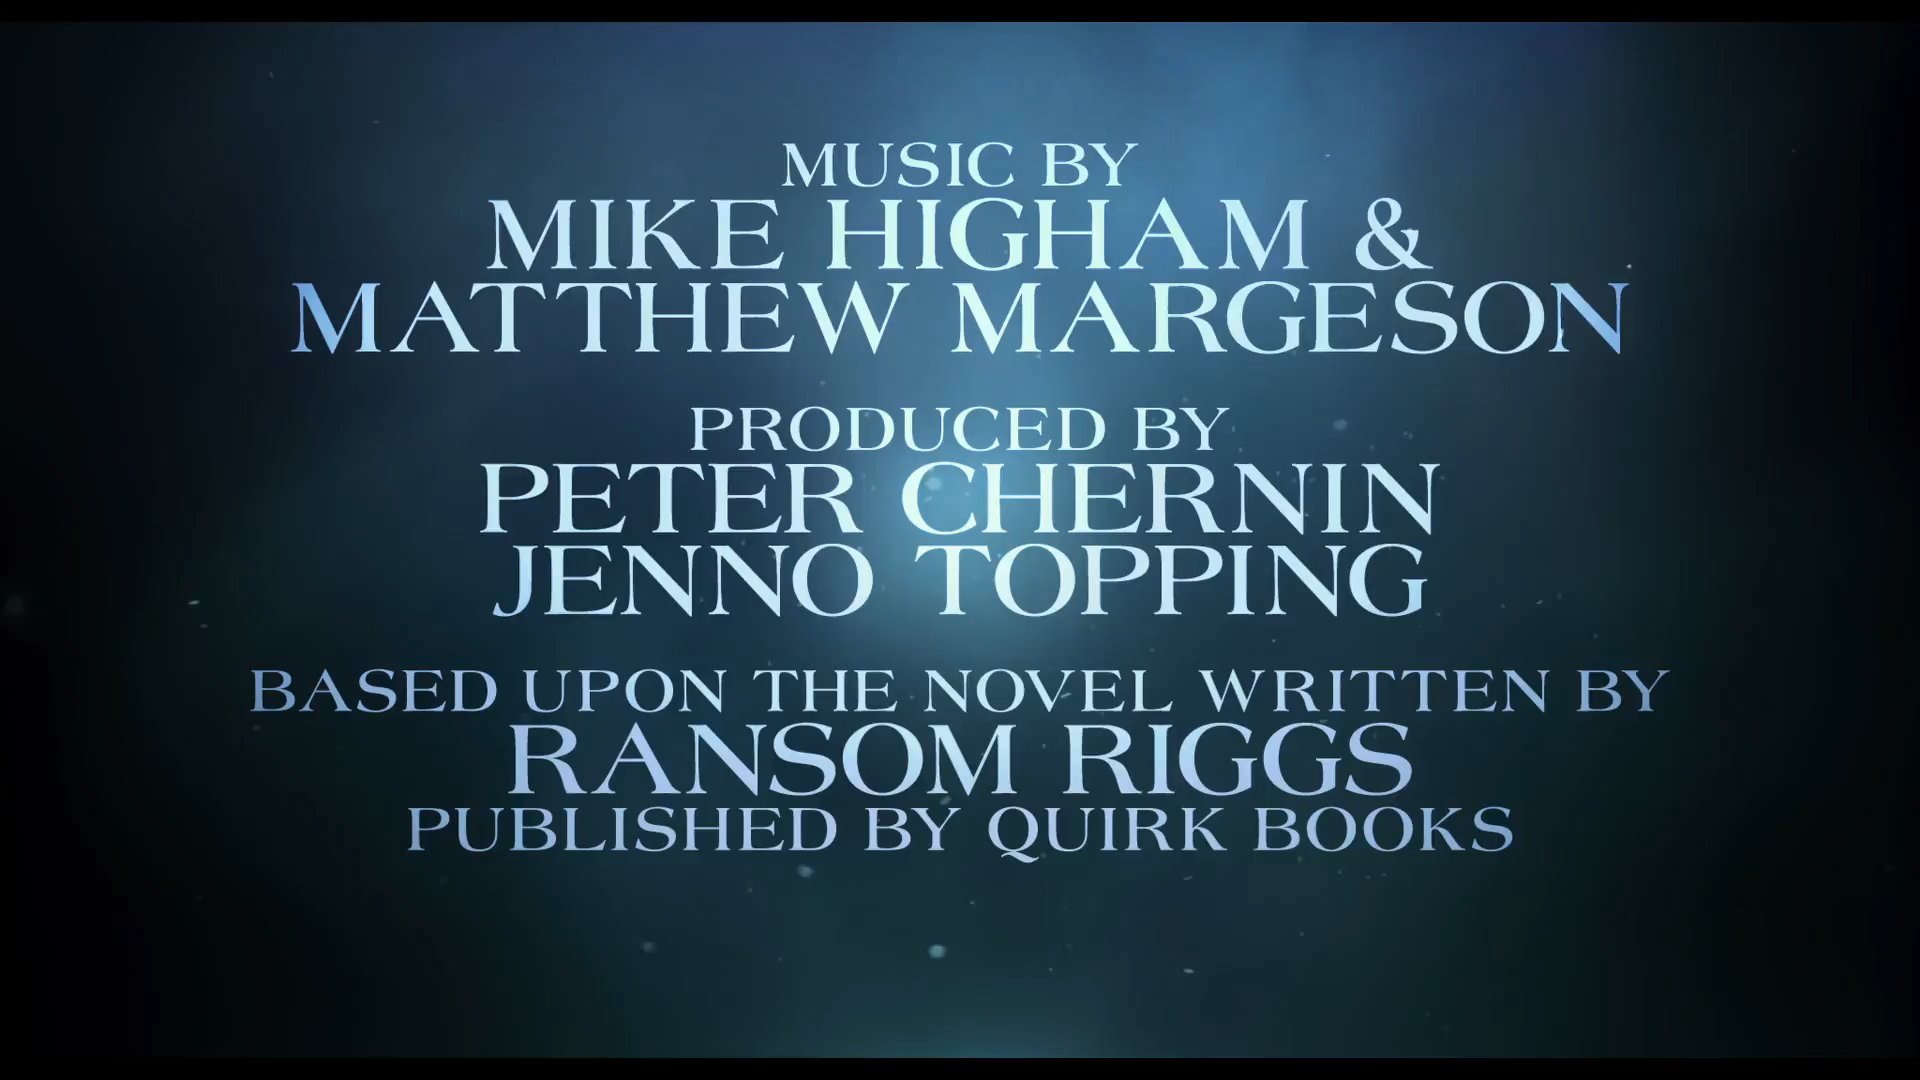 MUSIC BY
MIKE HIGHAM &
MATTHEW MARGESON
PRODUCED BY
PETER CHERNIN
JENNO TOPPING
BASED UPON THE NOVEL WRITTEN BY
RANSOM RIGGS
PUBLISHED BY QUIRK BOOKS